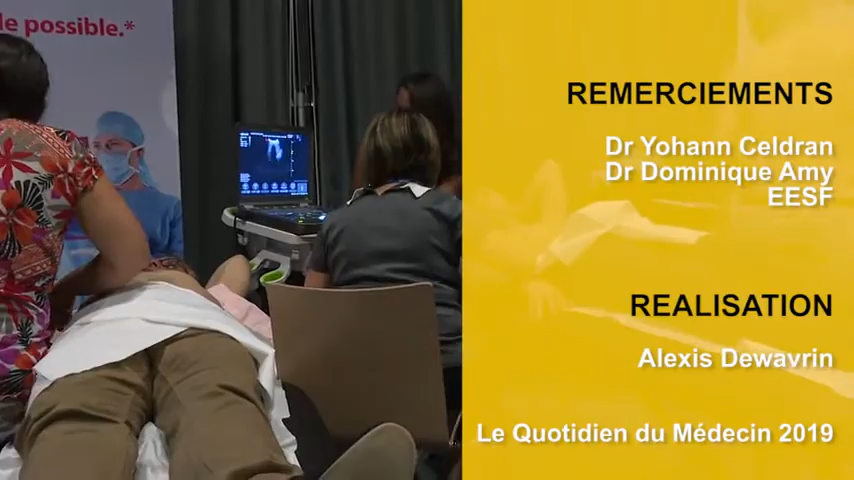 le possible.*
REMERCIEMENTS
Dr Yohann Celdran
Dr Dominique Amy
EESF
REALISATION
Alexis Dewavrin
Le Quotidien du Médecin 2019